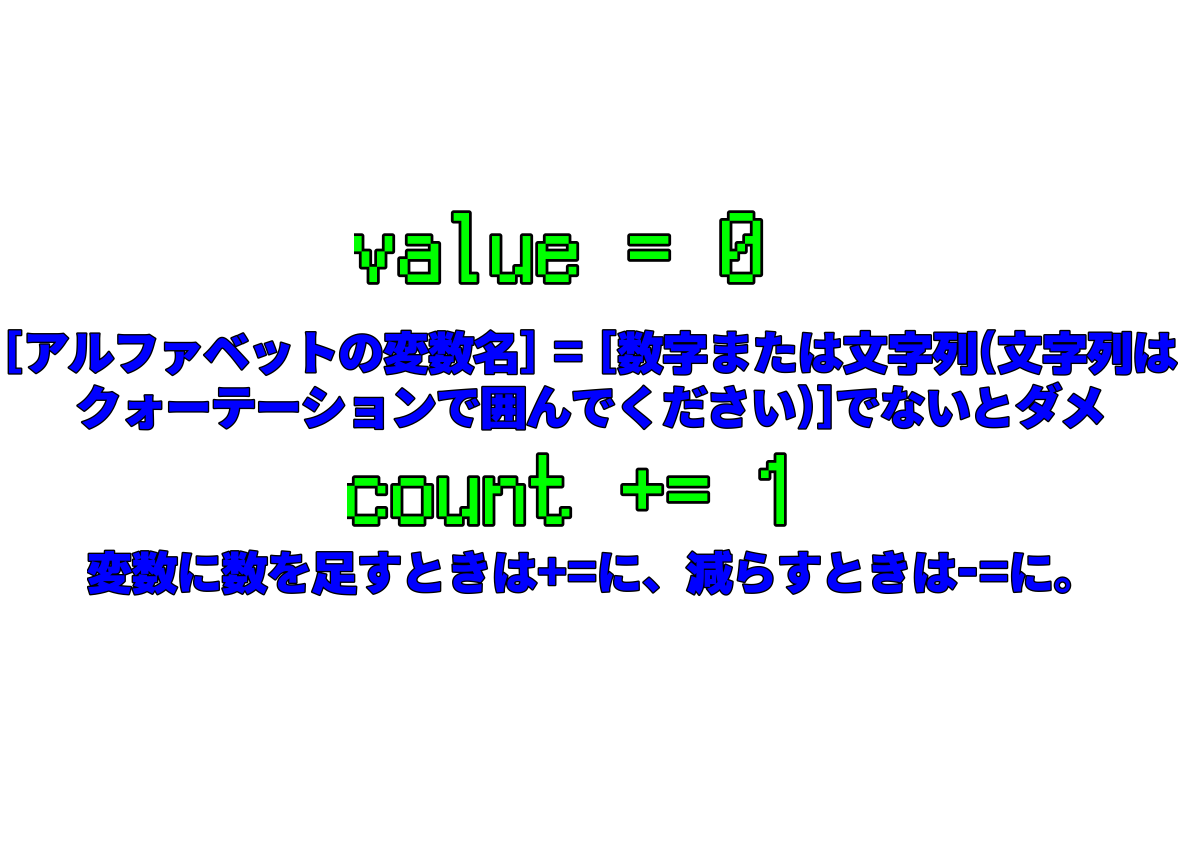 value = 0
[アルファベットの変数名] = [数字または文字列(文字列は
クォーテーションで囲んでください)]でないとダメ
count += 1
変数に数を足すときは+=に、減らすときは-=に。